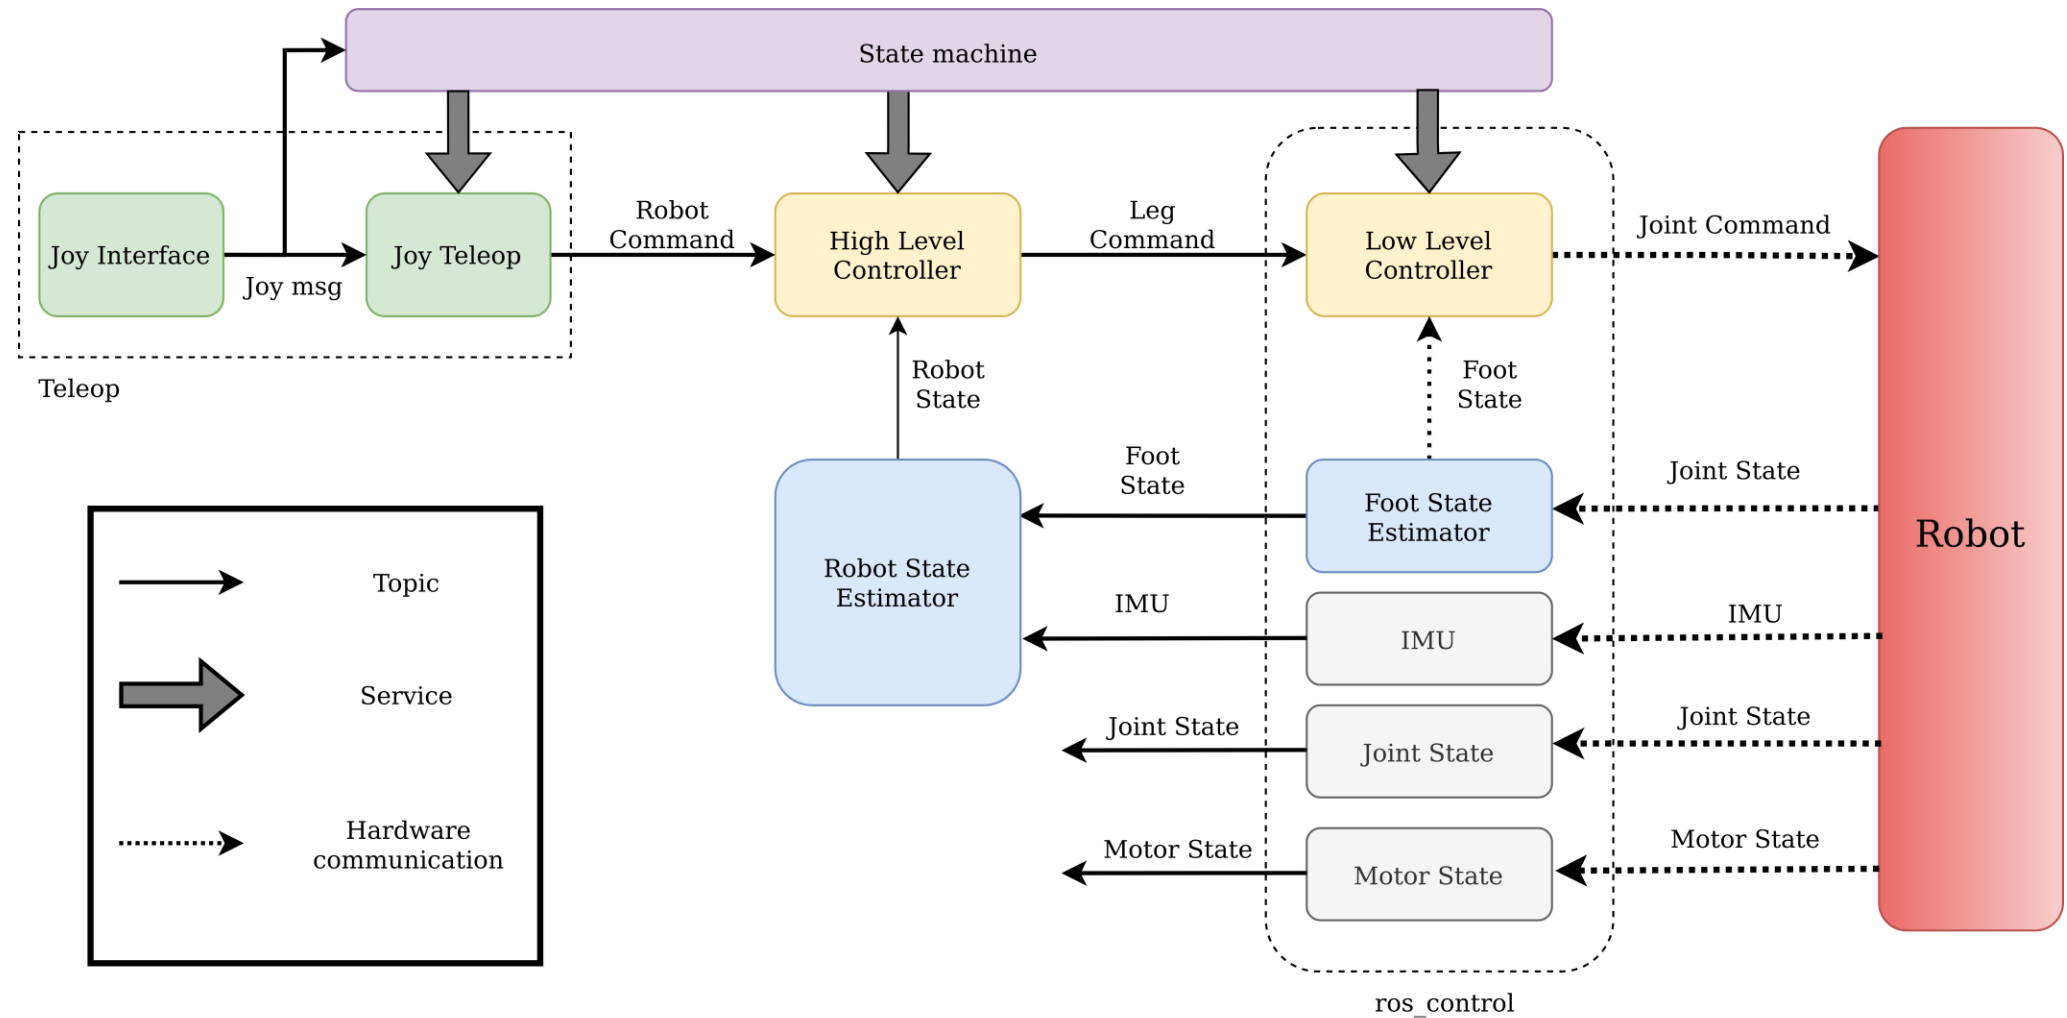 State machine
Joy Interface
Joy msg
Joy Teleop
Teleop
Robot
Command
High Level
Controller
Leg
Command
Low Level
Controller
Joint Command
Robot
State
Foot
State
Foot
State
Joint State
Foot State
Estimator
Robot State
Estimator
IMU
IMU
IMU
Joint State
Joint State
Joint State
Motor State
Motor State
Motor State
Robot
ros_control
Topic
Service
Hardware
communication